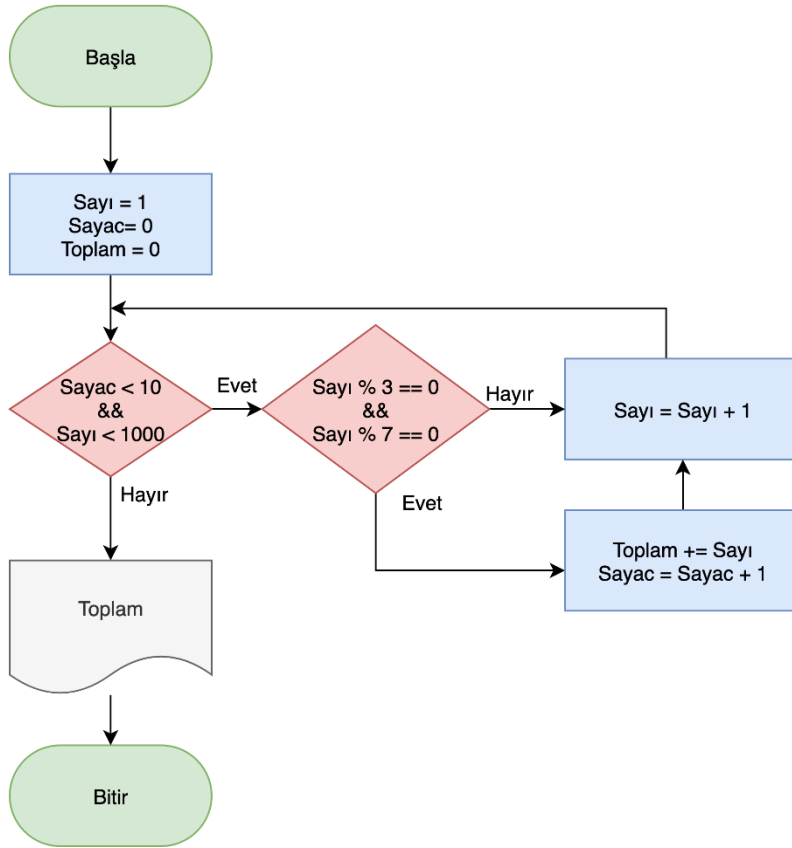 Başla
Sayı = 1
Sayac= 0
Toplam = 0
Sayac < 10
&&
Sayı < 1000
Evet
Sayı % 3 == 0
&&
Sayı % 7 == 0
Hayır
Sayı = Sayı + 1
Hayır
Evet
Toplam += Sayı
Sayac = Sayac + 1
Toplam
Bitir